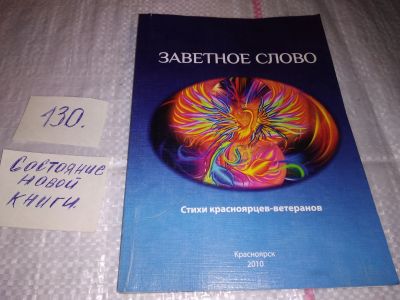 ЗАВЕТНОЕ СЛОВО
Стихи красноярцев-ветеранов
Красноярск
2010
130.
Состояние
новой
книги.